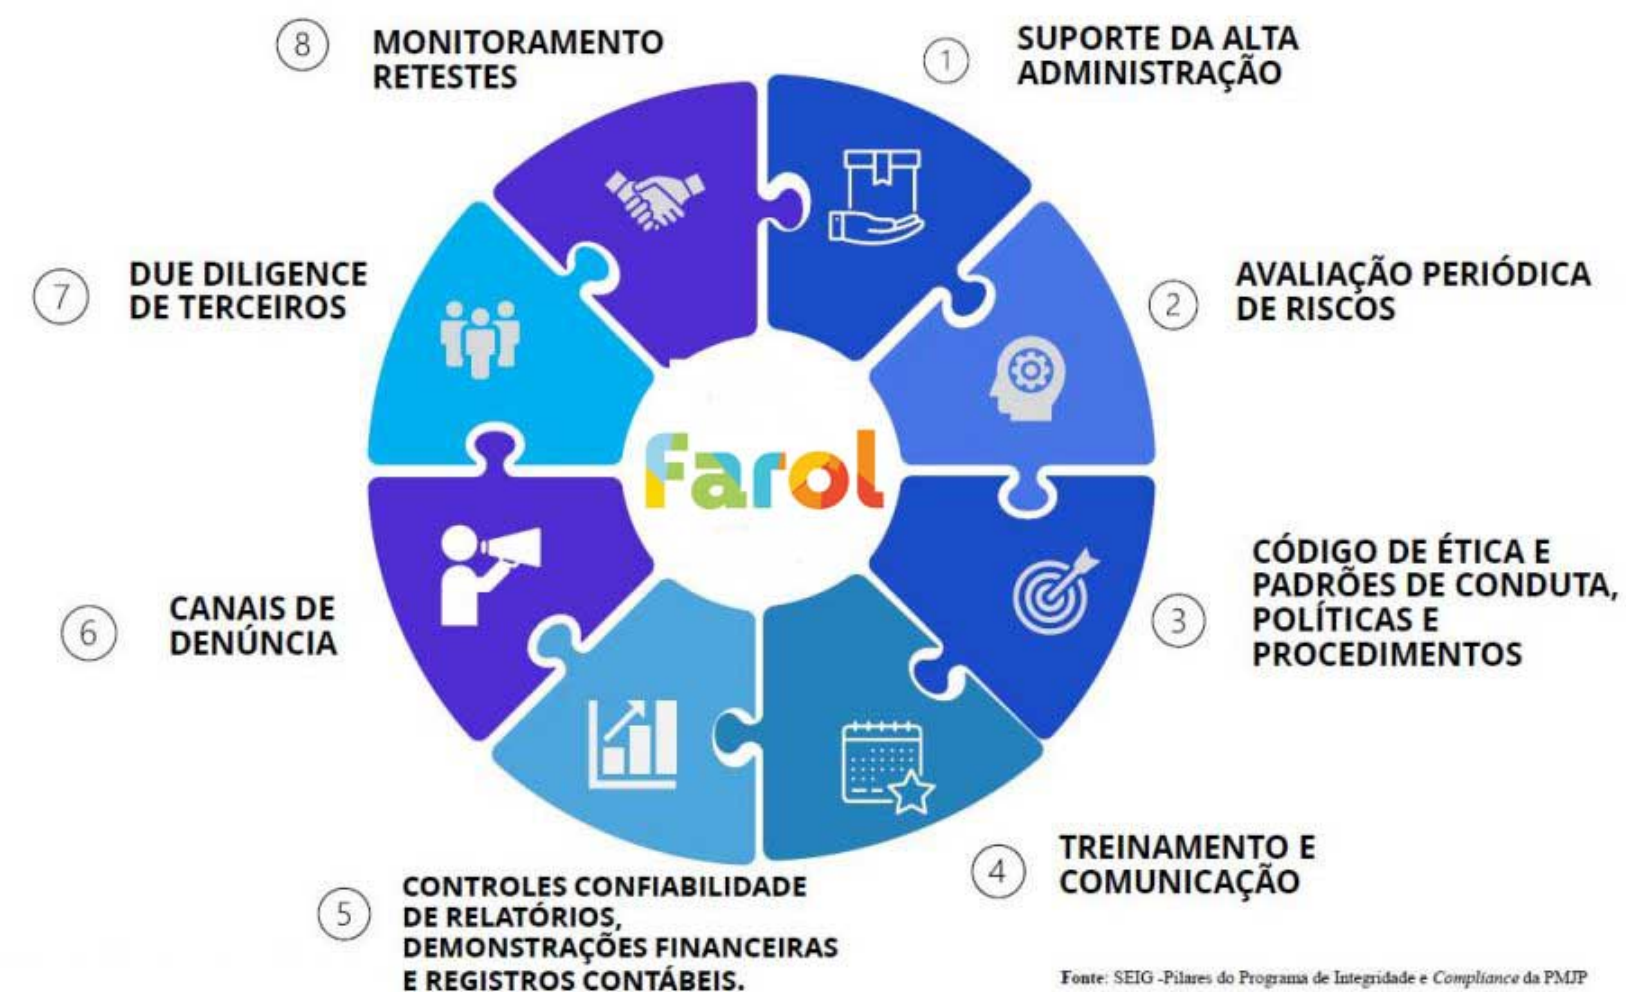 1
SUPORTE DA ALTA
ADMINISTRAÇÃO
2
AVALIAÇÃO PERIÓDICA
DE RISCOS
3
CÓDIGO DE ÉTICA E
PADRÕES DE CONDUTA,
POLÍTICAS E
PROCEDIMENTOS
4
TREINAMENTO E
COMUNICAÇÃO
5
CONTROLES CONFIABILIDADE
DE RELATÓRIOS,
DEMONSTRAÇÕES FINANCEIRAS
E REGISTROS CONTÁBEIS.
6
CANAIS DE
DENÚNCIA
7
DUE DILIGENCE
DE TERCEIROS
8
MONITORAMENTO
RETESTES
Farol
Fonte: SEIG -Pilares do Programa de Integridade e Compliance da PMJP